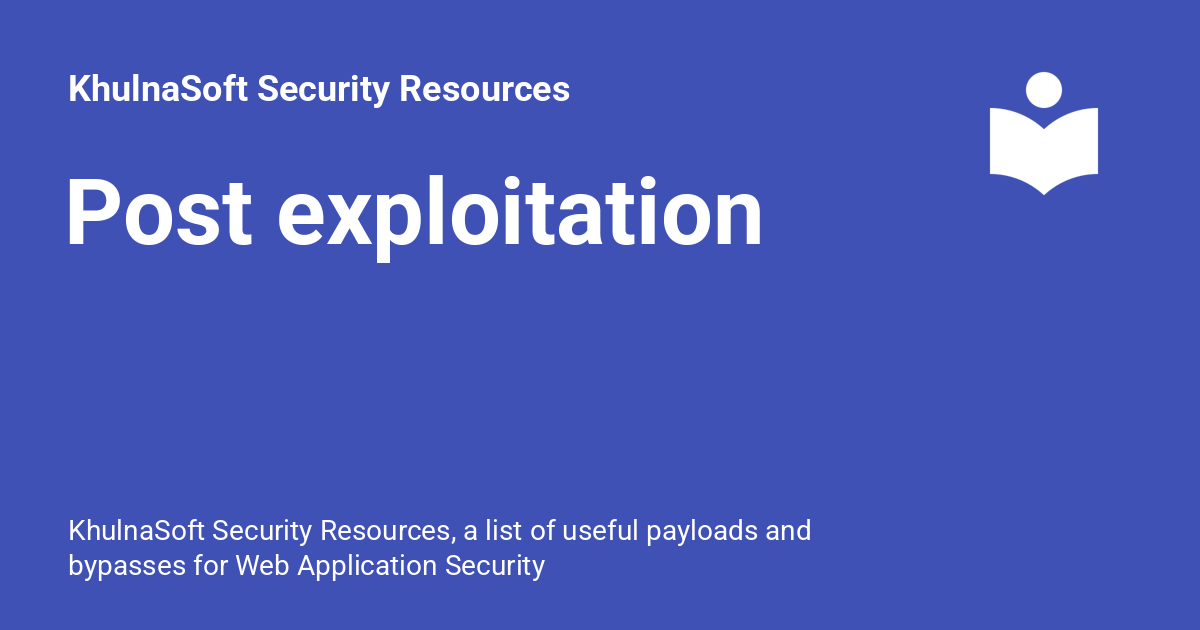 KhulnaSoft Security Resources
Post exploitation
KhulnaSoft Security Resources, a list of useful payloads and
bypasses for Web Application Security